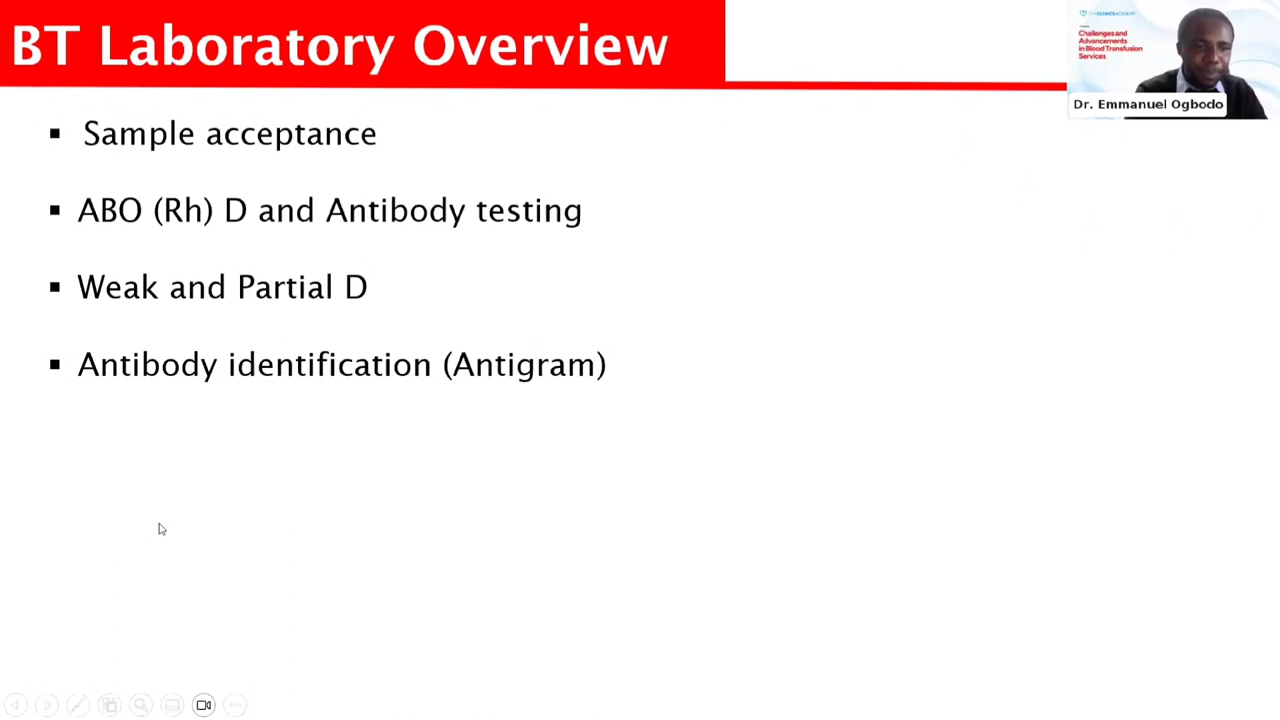 BT Laboratory Overview
▪ Sample acceptance
▪ ABO (Rh) D and Antibody testing
▪ Weak and Partial D
▪ Antibody identification (Antigram)
Challenges and
Advancements
in Blood Transfusion
Services
Dr. Emmanuel Ogbodo